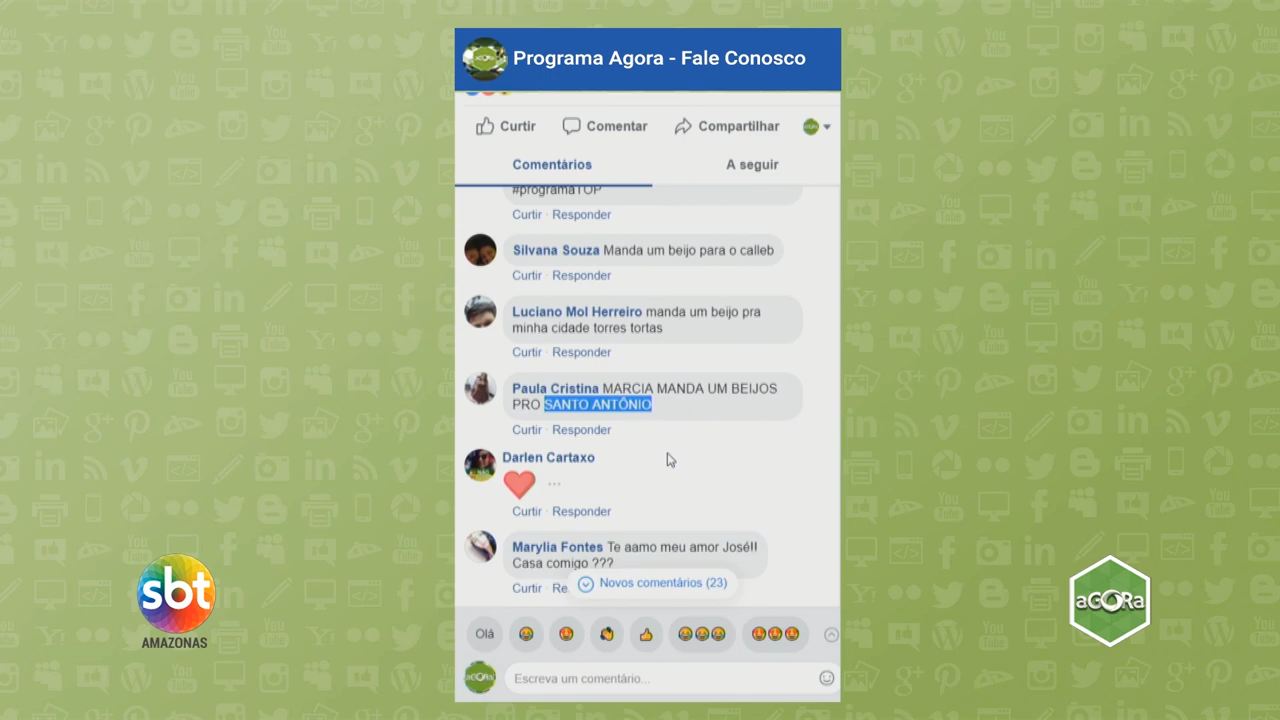 Programa Agora - Fale Conosco
Curtir Comentar Compartilhar
Comentários A seguir
#programaTOP
Curtir · Responder
Silvana Souza Manda um beijo para o calleb
Curtir · Responder
Luciano Mol Herreiro manda um beijo pra
minha cidade torres tortas
Curtir · Responder
Paula Cristina MARCIA MANDA UM BEIJOS
PRO SANTO ANTÔNIO
Curtir · Responder
Darlen Cartaxo
Curtir · Responder
Marylia Fontes Te aamo meu amor José!!
Casa comigo ???
Curtir · Re
Novos comentários (23)
Olá
Escreva um comentário...
sbt
AMAZONAS
aGORa